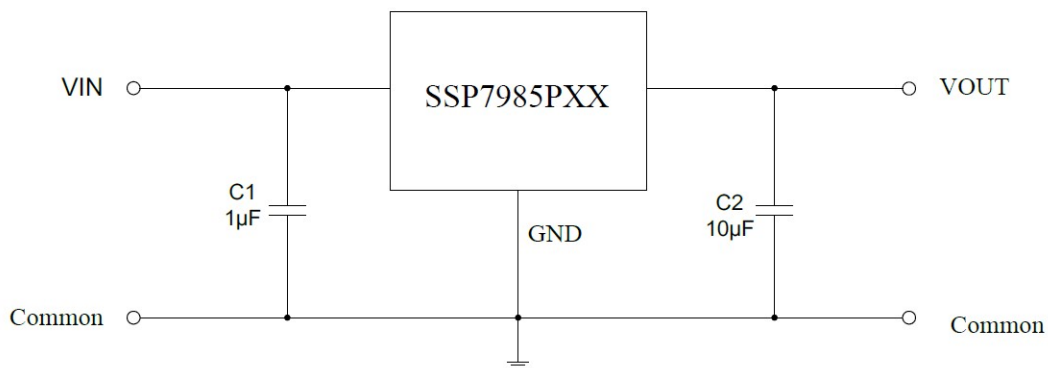 VIN
SSP7985PXX
VOUT
C1
1μF
C2
10μF
GND
Common
Common